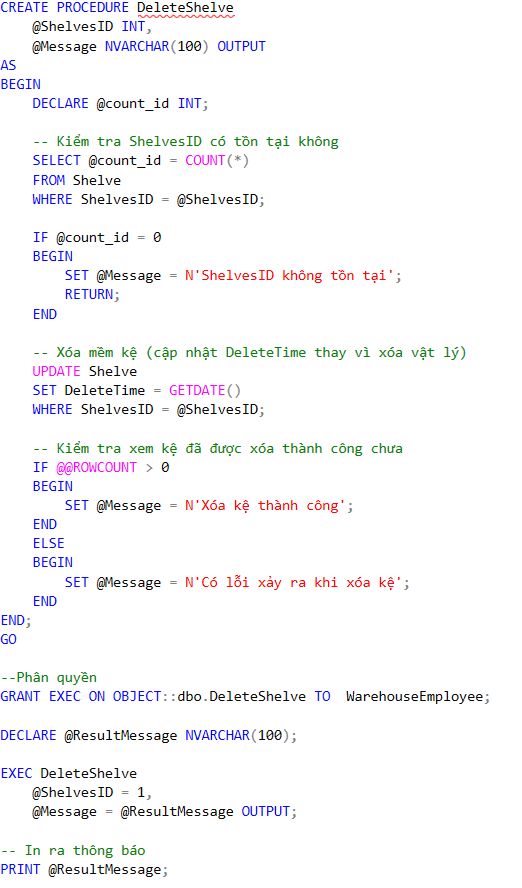 CREATE PROCEDURE DeleteShelve
    @ShelvesID INT,
    @Message NVARCHAR(100) OUTPUT
AS
BEGIN
    DECLARE @count_id INT;

    -- Kiểm tra ShelvesID có tồn tại không
    SELECT @count_id = COUNT(*)
    FROM Shelve
    WHERE ShelvesID = @ShelvesID;

    IF @count_id = 0
    BEGIN
        SET @Message = N'ShelvesID không tồn tại';
        RETURN;
    END

    -- Xóa mềm kệ (cập nhật DeleteTime thay vì xóa vật lý)
    UPDATE Shelve
    SET DeleteTime = GETDATE()
    WHERE ShelvesID = @ShelvesID;

    -- Kiểm tra xem kệ đã được xóa thành công chưa
    IF @@ROWCOUNT > 0
    BEGIN
        SET @Message = N'Xóa kệ thành công';
    END
    ELSE
    BEGIN
        SET @Message = N'Có lỗi xảy ra khi xóa kệ';
    END
END;
GO

--Phân quyền
GRANT EXEC ON OBJECT::dbo.DeleteShelve TO  WarehouseEmployee;

DECLARE @ResultMessage NVARCHAR(100);

EXEC DeleteShelve
    @ShelvesID = 1,
    @Message = @ResultMessage OUTPUT;

-- In ra thông báo
PRINT @ResultMessage;